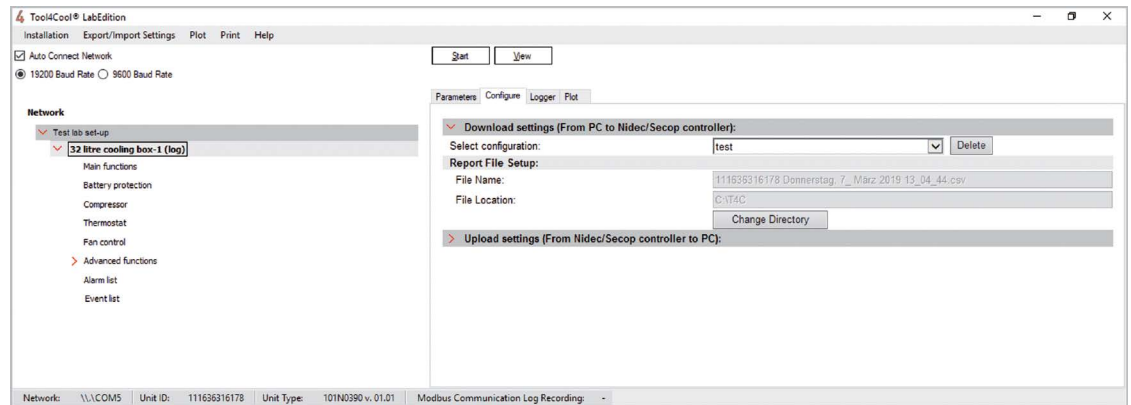 Tool4Cool® LabEdition
Installation Export/Import Settings Plot Print Help
Auto Connect Network
19200 Baud Rate 9600 Baud Rate
Start View
Parameters Configure Logger Plot
Network
Test lab set-up
32 litre cooling box-1 (log)
Main functions
Battery protection
Compressor
Thermostat
Fan control
Advanced functions
Alarm list
Event list
Download settings (From PC to Nidec/Secop controller):
Select configuration: test Delete
Report File Setup:
File Name: 111636316178 Donnerstag, 7_ März 2019 13_04_44.csv
File Location: C:\T4C
Change Directory
Upload settings (From Nidec/Secop controller to PC):
Network: \\.\COM5 Unit ID: 111636316178 Unit Type: 101N0390 v. 01.01 Modbus Communication Log Recording: -